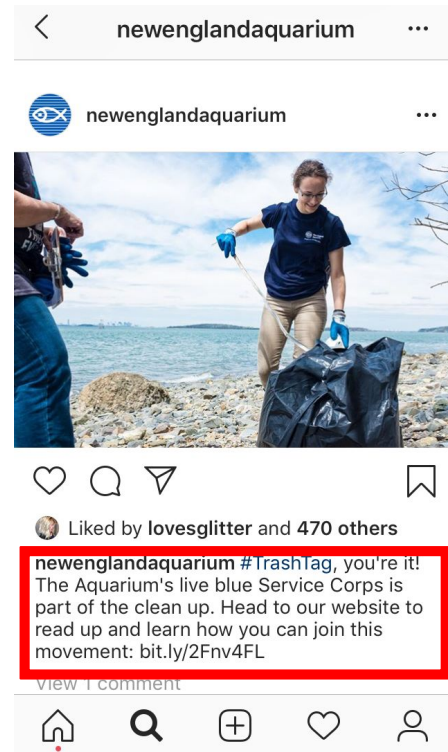 newenglandaquarium
newenglandaquarium
Liked by lovesglitter and 470 others
newenglandaquarium #TrashTag, you're it!
The Aquarium's live blue Service Corps is
part of the clean up. Head to our website to
read up and learn how you can join this
movement: bit.ly/2Fnv4FL
View 1 comment